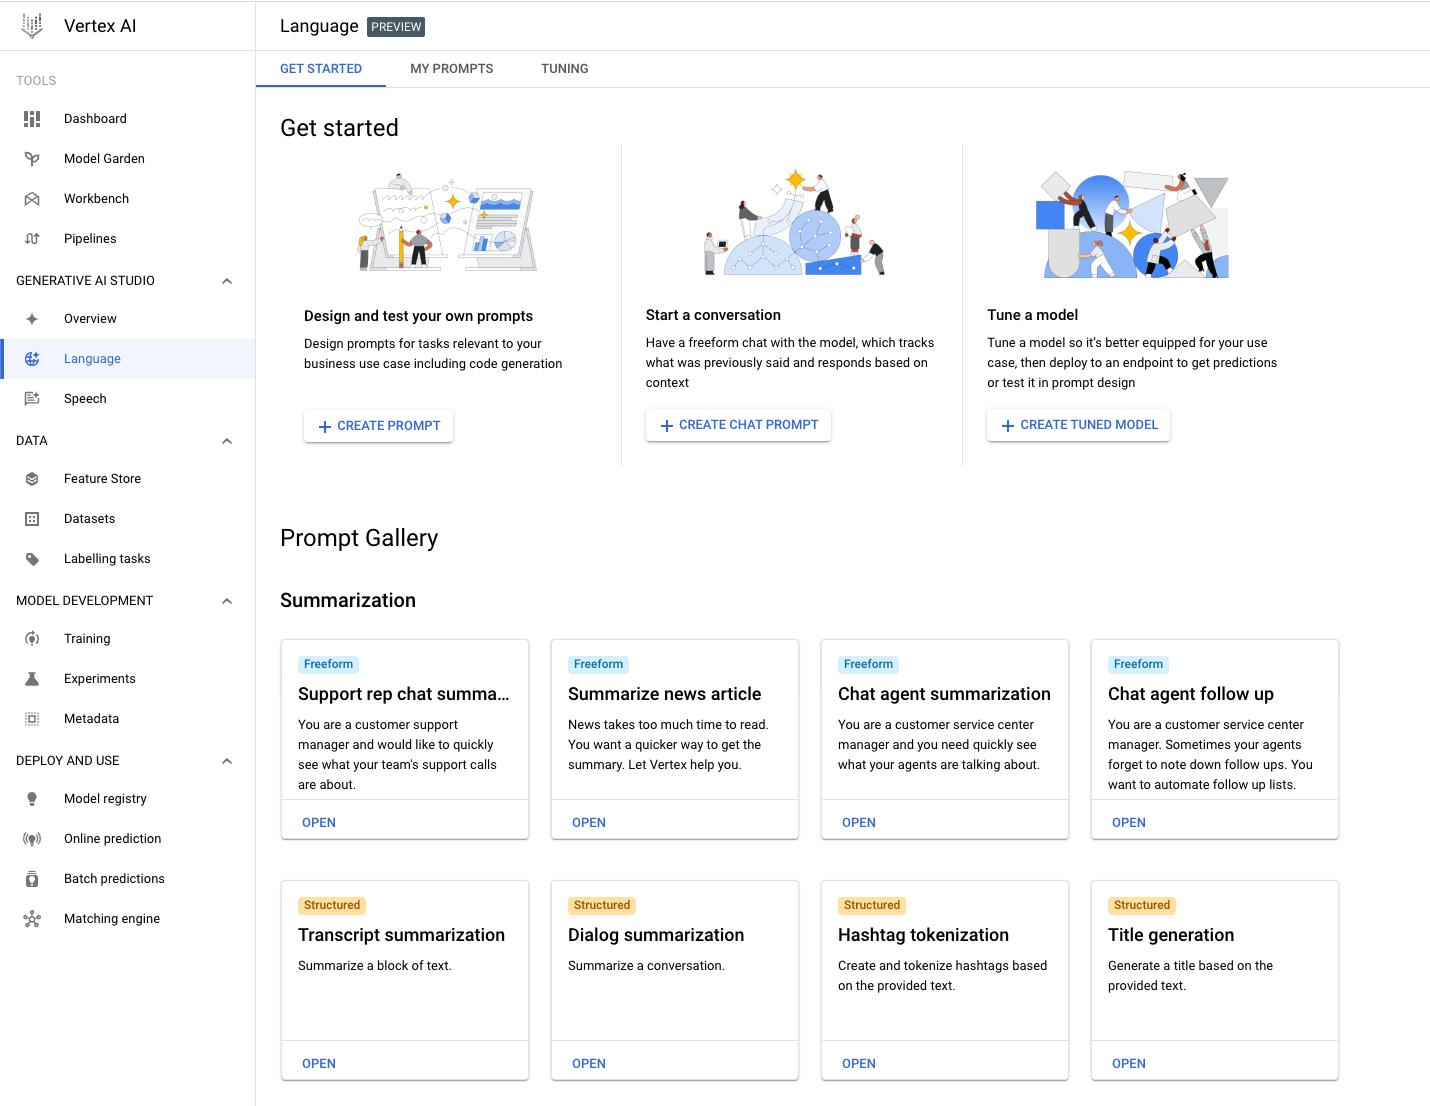 Vertex AI
Language PREVIEW
GET STARTED MY PROMPTS TUNING
TOOLS
Dashboard
Model Garden
Workbench
Pipelines
GENERATIVE AI STUDIO
Overview
Language
Speech
DATA
Feature Store
Datasets
Labelling tasks
MODEL DEVELOPMENT
Training
Experiments
Metadata
DEPLOY AND USE
Model registry
Online prediction
Batch predictions
Matching engine
Get started
Design and test your own prompts
Design prompts for tasks relevant to your
business use case including code generation
CREATE PROMPT
Start a conversation
Have a freeform chat with the model, which tracks
what was previously said and responds based on
context
CREATE CHAT PROMPT
Tune a model
Tune a model so it’s better equipped for your use
case, then deploy to an endpoint to get predictions
or test it in prompt design
CREATE TUNED MODEL
Prompt Gallery
Summarization
Freeform
Support rep chat summa...
You are a customer support
manager and would like to quickly
see what your team's support calls
are about.
OPEN
Freeform
Summarize news article
News takes too much time to read.
You want a quicker way to get the
summary. Let Vertex help you.
OPEN
Freeform
Chat agent summarization
You are a customer service center
manager and you need quickly see
what your agents are talking about.
OPEN
Freeform
Chat agent follow up
You are a customer service center
manager. Sometimes your agents
forget to note down follow ups. You
want to automate follow up lists.
OPEN
Structured
Transcript summarization
Summarize a block of text.
OPEN
Structured
Dialog summarization
Summarize a conversation.
OPEN
Structured
Hashtag tokenization
Create and tokenize hashtags based
on the provided text.
OPEN
Structured
Title generation
Generate a title based on the
provided text.
OPEN